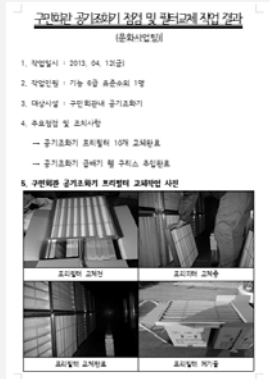 구민회관 공기조화기 점검 및 필터교체 작업 결과
(문화사업팀)
1. 작업일시 : 2013. 04. 12(금)
2. 작업인원 : 기능 6급 유준수외 1명
3. 대상시설 : 구민회관내 공기조화기
4. 주요점검 및 조치사항
→ 공기조화기 프리필터 10개 교체완료
→ 공기조화기 급배기 휀 구리스 주입완료
5. 구민회관 공기조화기 프리필터 교체작업 사진
프리필터 교체전
프리필터 교체중
프리필터 교체완료
프리필터 폐기물